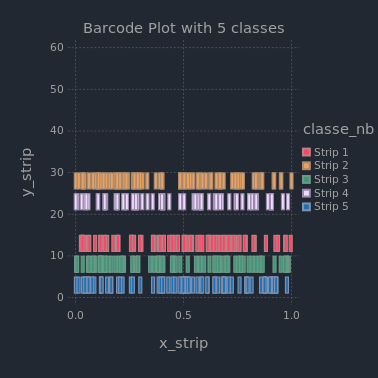 Barcode Plot with 5 classes
60
50
40
30
20
10
0
0.0
0.5
1.0
x_strip
y_strip
classe_nb
Strip 1
Strip 2
Strip 3
Strip 4
Strip 5